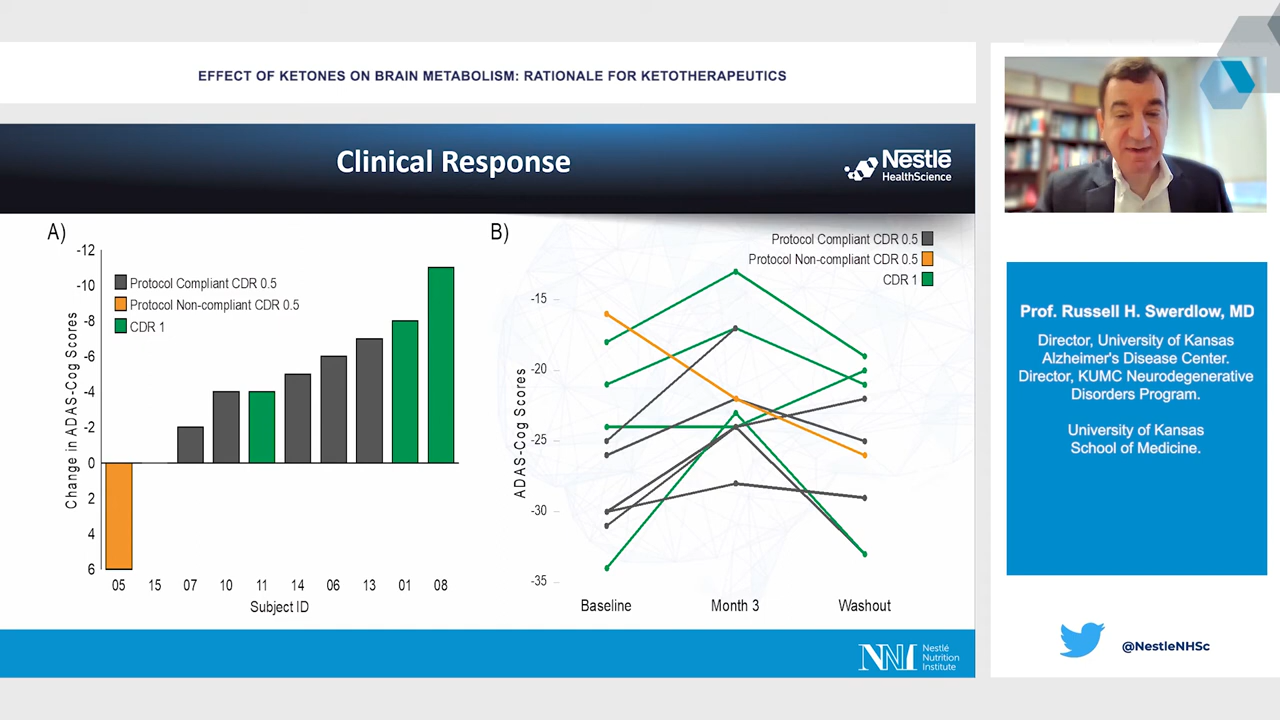 EFFECT OF KETONES ON BRAIN METABOLISM: RATIONALE FOR KETOTHERAPEUTICS
Clinical Response
Nestlé
HealthScience
A)
-12
-10
-8
-6
-4
-2
0
2
4
6
Change in ADAS-Cog Scores
Protocol Compliant CDR 0.5
Protocol Non-compliant CDR 0.5
CDR 1
05 15 07 10 11 14 06 13 01 08
Subject ID
B)
Protocol Compliant CDR 0.5
Protocol Non-compliant CDR 0.5
CDR 1
-15
-20
-25
-30
-35
ADAS-Cog Scores
Baseline Month 3 Washout
NNI
Nestlé
Nutrition
Institute
Prof. Russell H. Swerdlow, MD
Director, University of Kansas
Alzheimer's Disease Center.
Director, KUMC Neurodegenerative
Disorders Program.
University of Kansas
School of Medicine.
@NestleNHSc